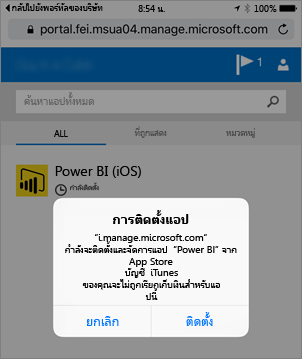 กลับไปยังพอร์ทัลของบริษัท 8:54 น. 100%
portal.fei.msua04.manage.microsoft.com
1
ค้นหาแอปทั้งหมด
ALL ที่ถูกแสดง หมวดหมู่
Power BI (iOS)
กำลังติดตั้ง
การติดตั้งแอป
"i.manage.microsoft.com"
กำลังจะติดตั้งและจัดการแอป "Power BI" จาก
App Store
บัญชี iTunes
ของคุณจะไม่ถูกเรียกเก็บเงินสำหรับแอ
ปนี้
ยกเลิก ติดตั้ง